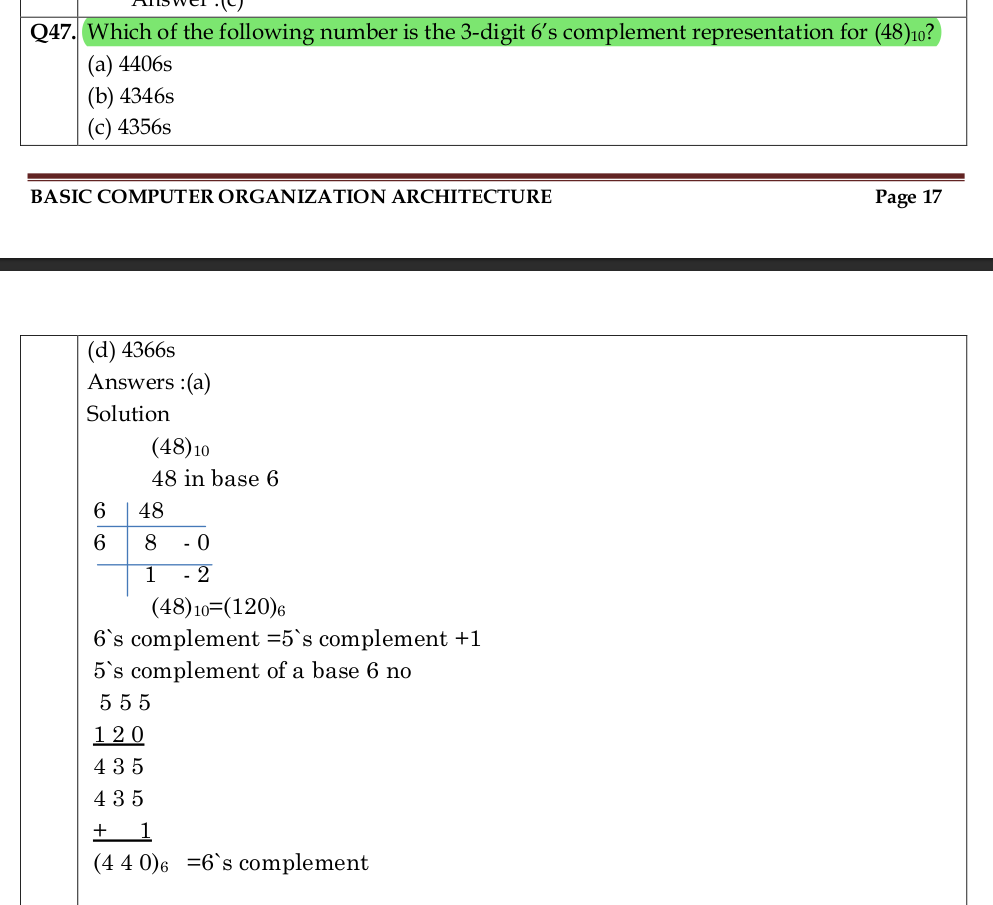 Answer :(c)
Q47. Which of the following number is the 3-digit 6’s complement representation for (48)₁₀?
(a) 4406s
(b) 4346s
(c) 4356s
BASIC COMPUTER ORGANIZATION ARCHITECTURE Page 17
(d) 4366s
Answers :(a)
Solution
(48)₁₀
48 in base 6
6 48
6 8 - 0
1 - 2
(48)₁₀=(120)₆
6`s complement =5`s complement +1
5`s complement of a base 6 no
5 5 5
1 2 0
4 3 5
4 3 5
+ 1
(4 4 0)₆ =6`s complement